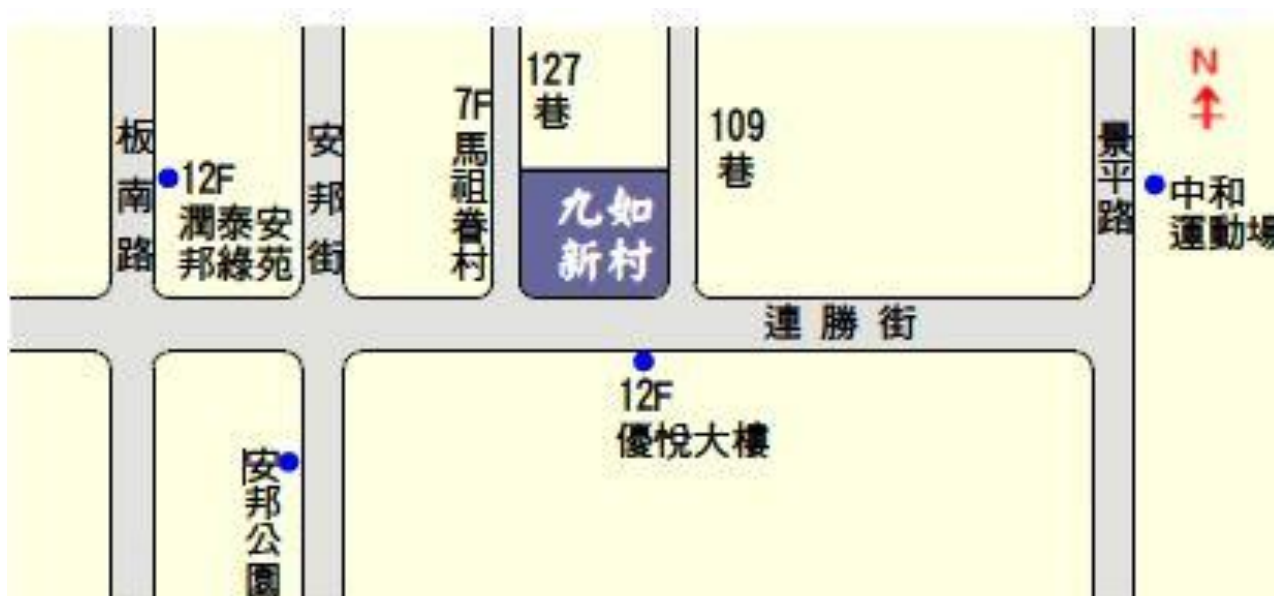 板南路
12F
潤泰安
邦綠苑
安邦街
7F馬祖眷村
127
巷
九如
新村
109
巷
景平路
N
中和
運動場
連勝街
12F
優悅大樓
安邦公園